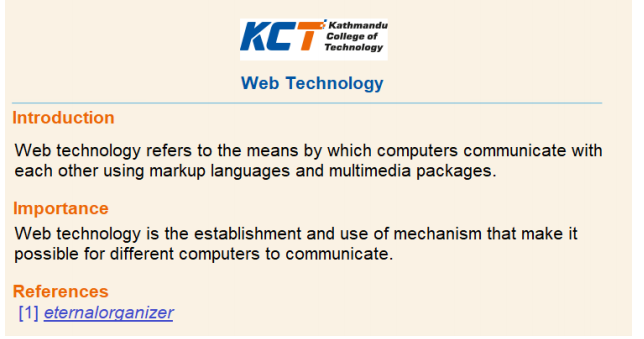 KCT Kathmandu
College of
Technology
Web Technology
Introduction
Web technology refers to the means by which computers communicate with
each other using markup languages and multimedia packages.
Importance
Web technology is the establishment and use of mechanism that make it
possible for different computers to communicate.
References
[1] eternalorganizer